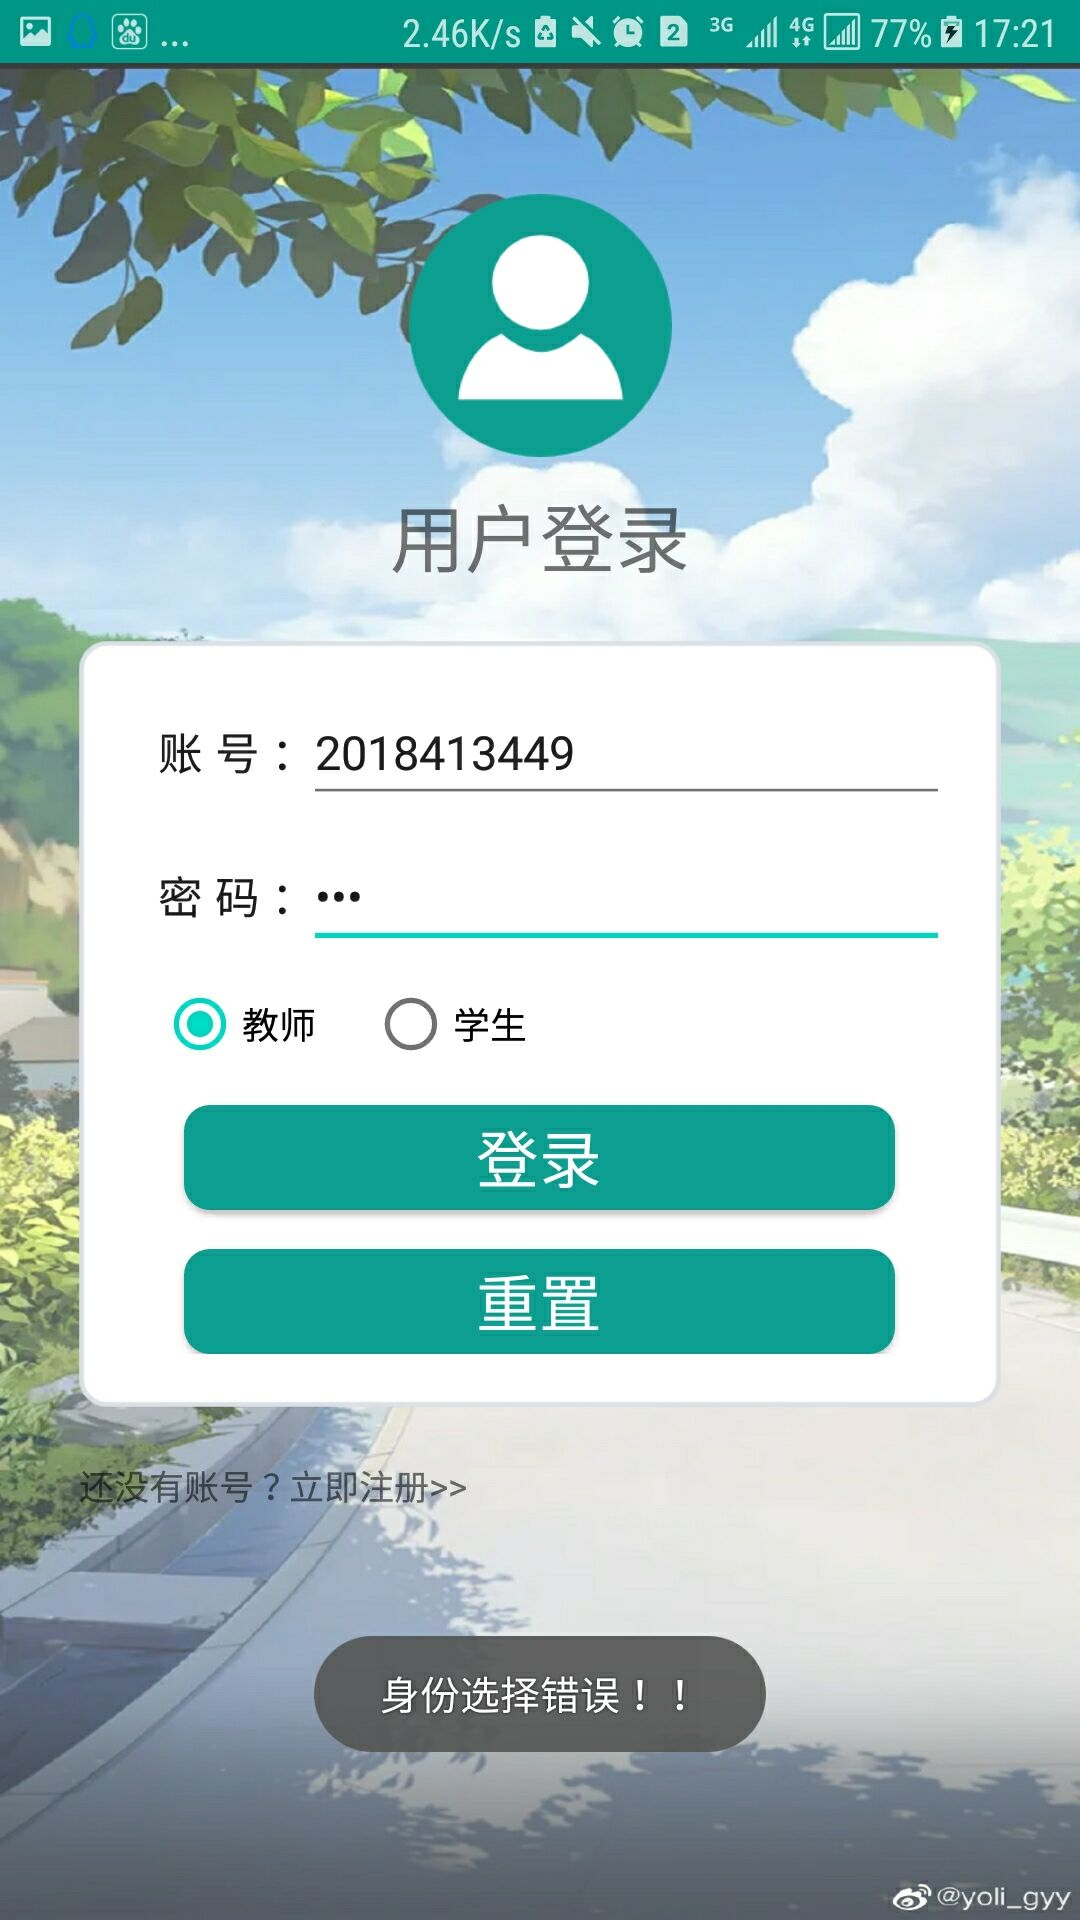 ... 2.46K/s 2 3G 4G 77% 17:21
用户登录
账 号： 2018413449
密 码： •••
教师 学生
登录
重置
还没有账号？立即注册>>
身份选择错误！！
@yoli_gyy